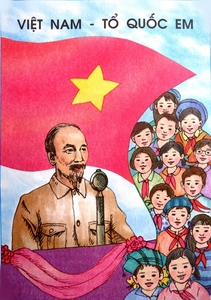 VIỆT NAM - TỔ QUỐC EM